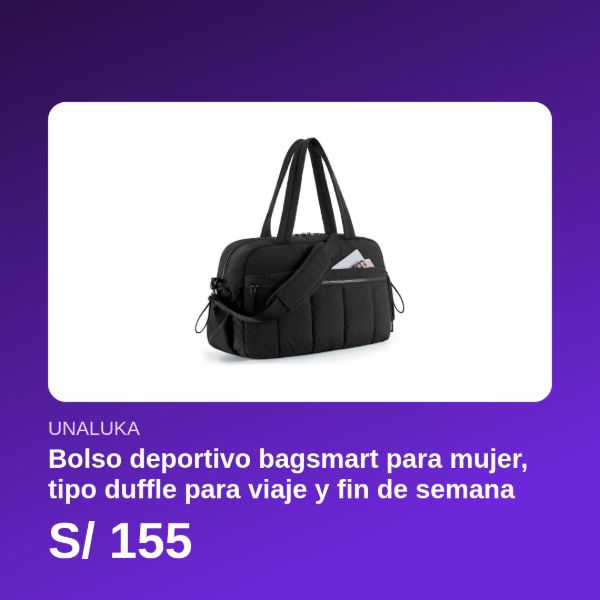 UNALUKA
Bolso deportivo bagsmart para mujer,
tipo duffle para viaje y fin de semana
S/ 155